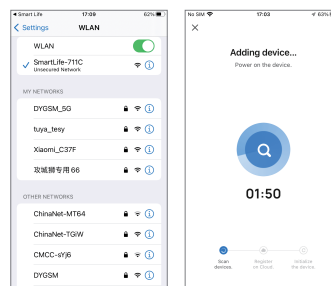 Smart Life
17:09
62%
Settings
WLAN
WLAN
SmartLife-711C
Unsecured Network
MY NETWORKS
DYGSM_5G
tuya_tesy
Xiaomi_C37F
攻城狮专用 66
OTHER NETWORKS
ChinaNet-MT64
ChinaNet-TGiW
CMCC-sYj6
DYGSM
No SIM
17:03
63%
Adding device...
Power on the device.
01:50
Scan
devices.
Register
on Cloud.
Initialize
the device.